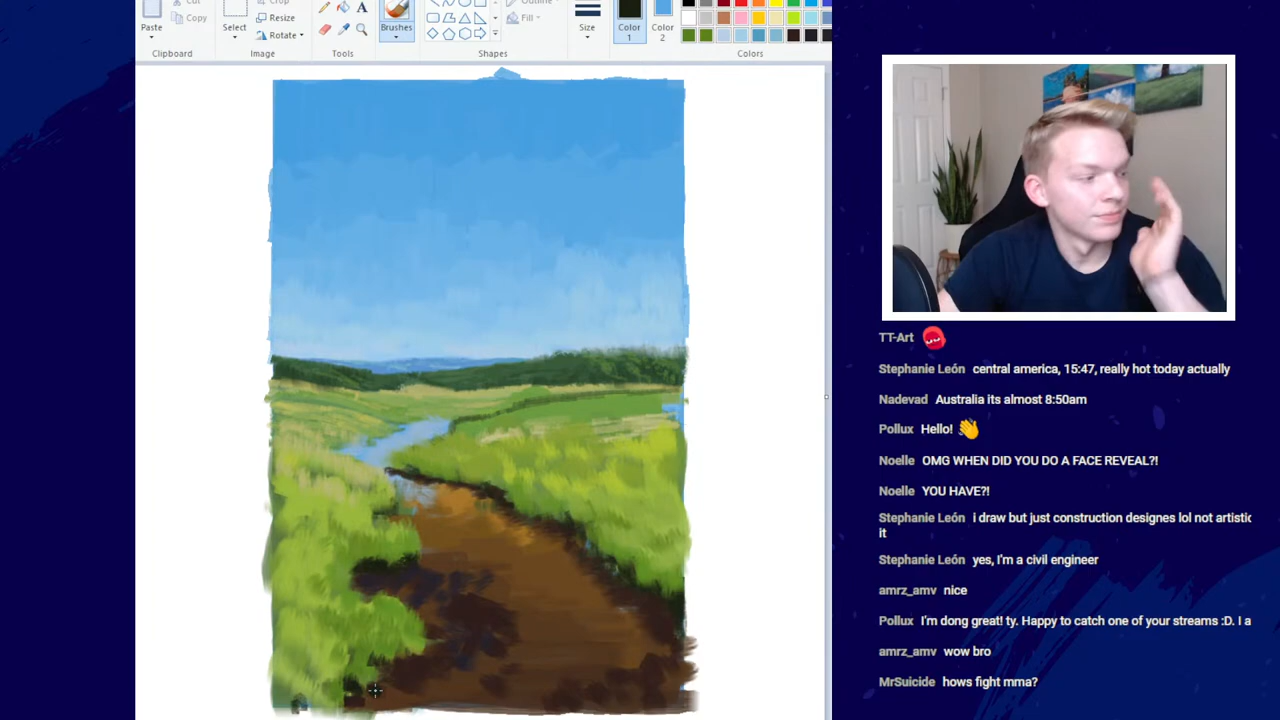 Cut
Crop
Outline
Paste
Copy
Select
Resize
Rotate
A
Brushes
Fill
Size
Color
1
Color
2
Clipboard
Image
Tools
Shapes
Colors
TT-Art
Stephanie León central america, 15:47, really hot today actually
Nadevad Australia its almost 8:50am
Pollux Hello!
Noelle OMG WHEN DID YOU DO A FACE REVEAL?!
Noelle YOU HAVE?!
Stephanie León i draw but just construction designes lol not artistic
it
Stephanie León yes, I'm a civil engineer
amrz_amv nice
Pollux I'm dong great! ty. Happy to catch one of your streams :D. I a
amrz_amv wow bro
MrSuicide hows fight mma?